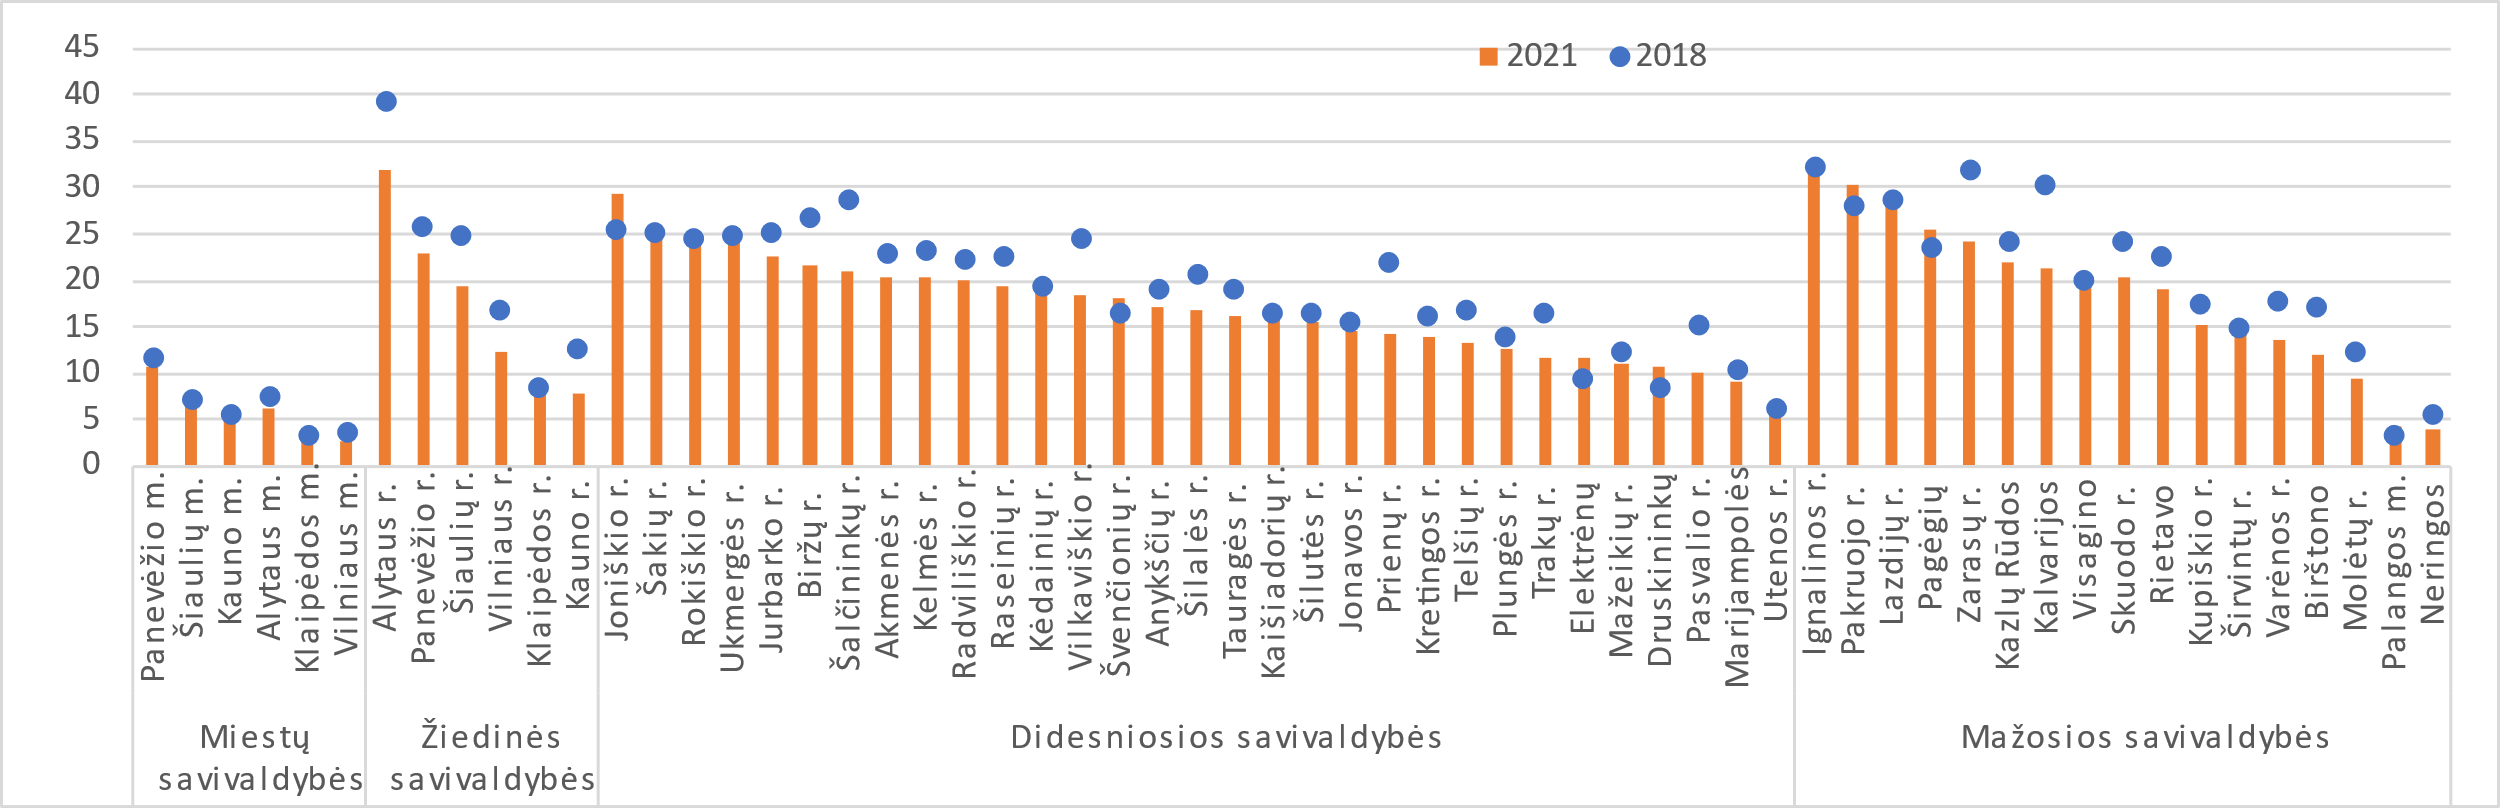 2021 2018
45
40
35
30
25
20
15
10
5
0
Panevėžio m.
Šiaulių m.
Kauno m.
Alytaus m.
Klaipėdos m.
Vilniaus m.
Alytaus r.
Panevėžio r.
Šiaulių r.
Vilniaus r.
Klaipėdos r.
Kauno r.
Joniškio r.
Šakių r.
Rokiškio r.
Ukmergės r.
Jurbarko r.
Biržų r.
Šalčininkų r.
Akmenės r.
Kelmės r.
Radviliškio r.
Raseinių r.
Kėdainių r.
Vilkaviškio r.
Švenčionių r.
Anykščių r.
Šilalės r.
Tauragės r.
Kaišiadorių r.
Šilutės r.
Jonavos r.
Prienų r.
Kretingos r.
Telšių r.
Plungės r.
Trakų r.
Elektrėnų
Mažeikių r.
Druskininkų
Pasvalio r.
Marijampolės
Utenos r.
Ignalinos r.
Pakruojo r.
Lazdijų r.
Pagėgių
Zarasų r.
Kazlų Rūdos
Kalvarijos
Visagino
Skuodo r.
Rietavo
Kupiškio r.
Širvintų r.
Varėnos r.
Birštono
Molėtų r.
Palangos m.
Neringos
Miestų
savivaldybės
Žiedinės
savivaldybės
Didesniosios savivaldybės
Mažosios savivaldybės